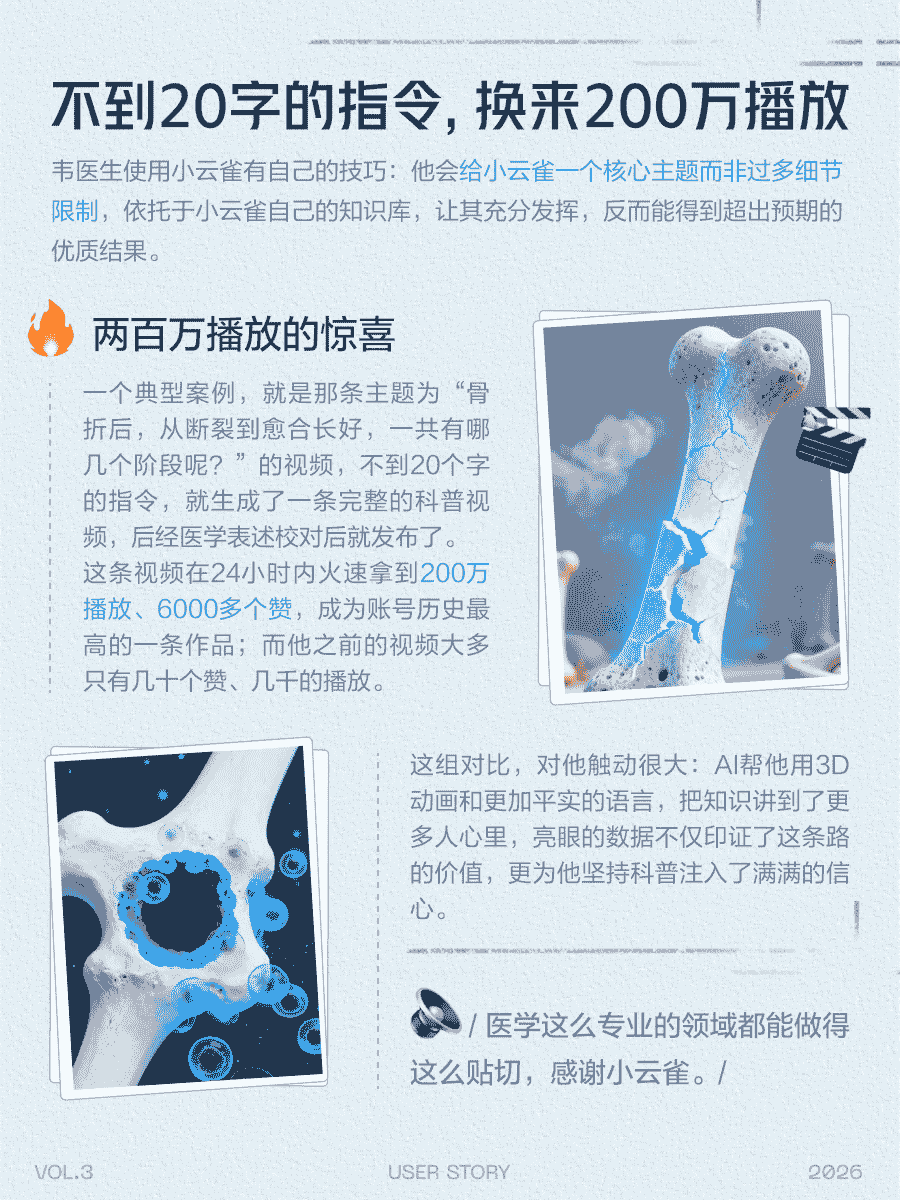 不到20字的指令，换来200万播放
韦医生使用小云雀有自己的技巧：他会给小云雀一个核心主题而非过多细节
限制，依托于小云雀自己的知识库，让其充分发挥，反而能得到超出预期的
优质结果。
两百万播放的惊喜
一个典型案例，就是那条主题为“骨
折后，从断裂到愈合长好，一共有哪
几个阶段呢？”的视频，不到20个字
的指令，就生成了一条完整的科普视
频，后经医学表述校对后就发布了。
这条视频在24小时内火速拿到200万
播放、6000多个赞，成为账号历史最
高的一条作品；而他之前的视频大多
只有几十个赞、几千的播放。
这组对比，对他触动很大：AI帮他用3D
动画和更加平实的语言，把知识讲到了更
多人心里，亮眼的数据不仅印证了这条路
的价值，更为他坚持科普注入了满满的信
心。
/ 医学这么专业的领域都能做得
这么贴切，感谢小云雀。/
VOL.3
USER STORY
2026